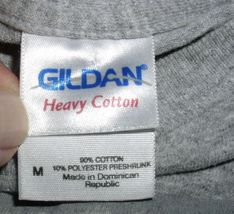 GILDAN®
Heavy Cotton
M
90% COTTON
10% POLYESTER PRESHRUNK
Made in Dominican
Republic